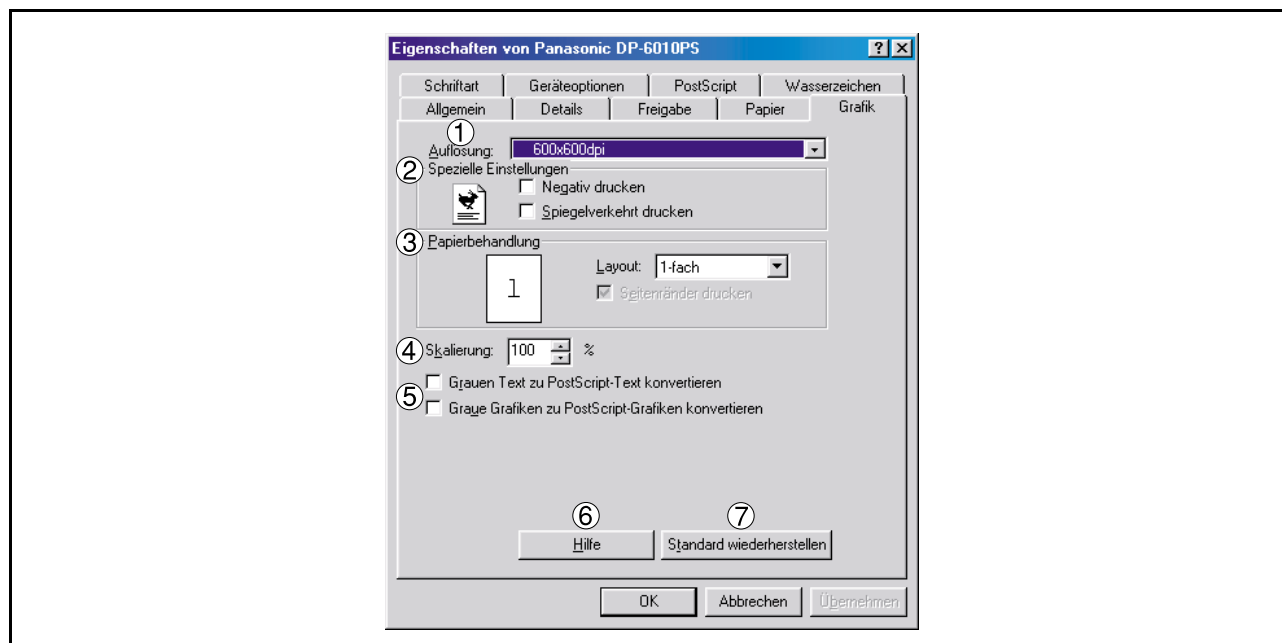 Eigenschaften von Panasonic DP-6010PS ? ×
Schriftart Geräteoptionen PostScript Wasserzeichen
Allgemein Details Freigabe Papier Grafik
①
Auflösung: 600x600dpi
② Spezielle Einstellungen
Negativ drucken
Spiegelverkehrt drucken
③ Papierbehandlung
Layout: 1-fach
1
Seitenränder drucken
④ Skalierung: 100 %
Grauen Text zu PostScript-Text konvertieren
⑤
Graue Grafiken zu PostScript-Grafiken konvertieren
⑥ ⑦
Hilfe Standard wiederherstellen
OK Abbrechen Übernehmen